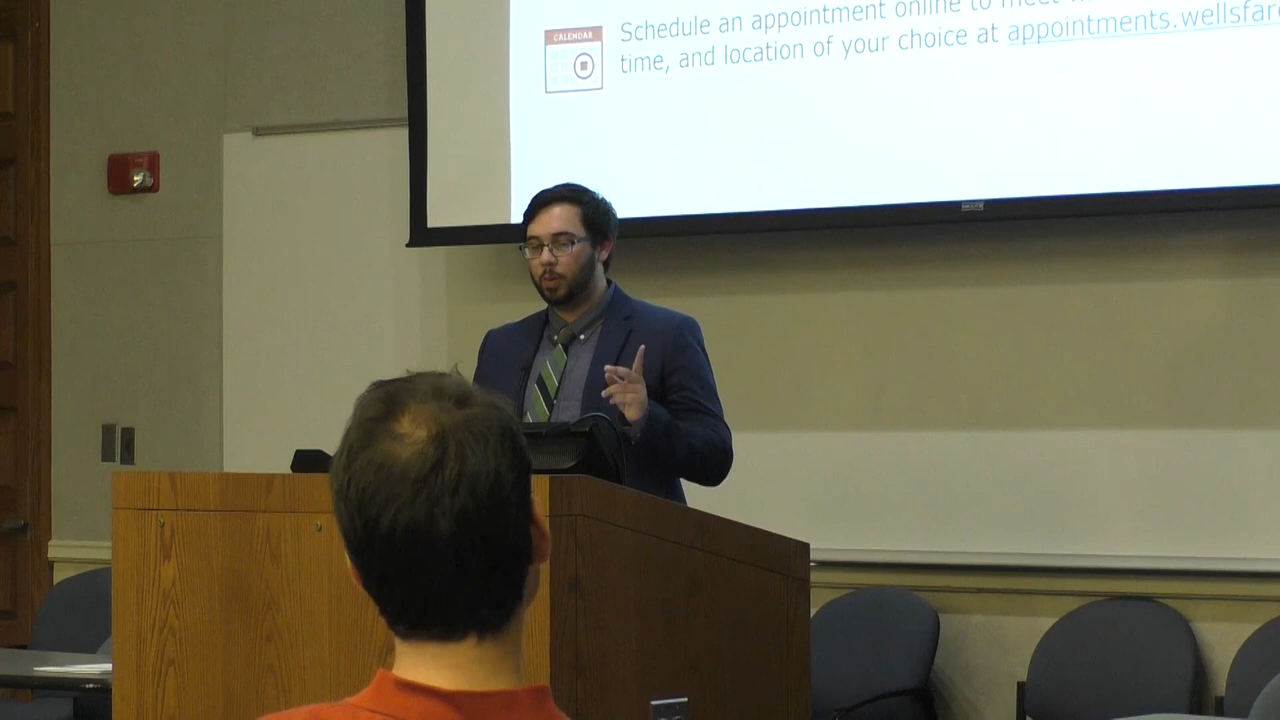 CALENDAR
Schedule an appointment online to meet
time, and location of your choice at appointments.wellsfar